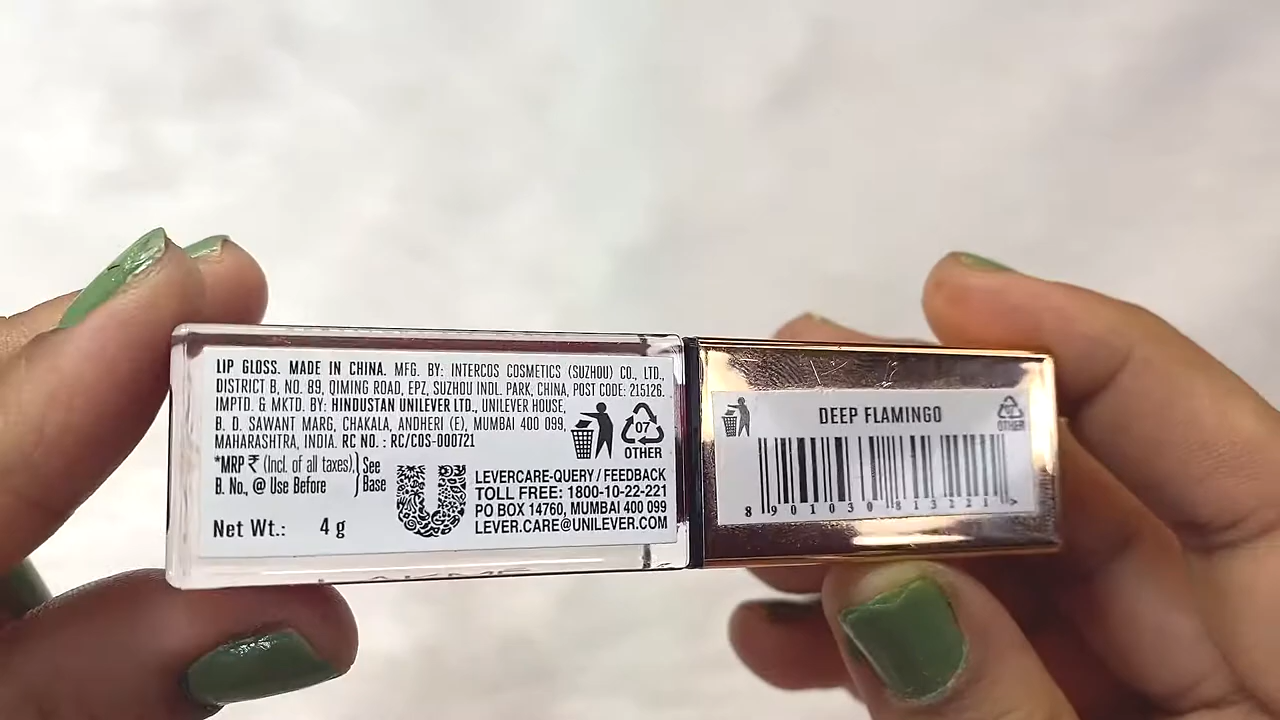 LIP GLOSS. MADE IN CHINA. MFG. BY: INTERCOS COSMETICS (SUZHOU) CO., LTD.,
DISTRICT B, NO. 89, QIMING ROAD, EPZ, SUZHOU INDL. PARK, CHINA, POST CODE: 215126.
IMPTD. & MKTD. BY: HINDUSTAN UNILEVER LTD., UNILEVER HOUSE,
B. D. SAWANT MARG, CHAKALA, ANDHERI (E), MUMBAI 400 099,
MAHARASHTRA, INDIA. RC NO. : RC/COS-000721
07
OTHER
*MRP ₹ (Incl. of all taxes) See
B. No., @ Use Before Base
Net Wt.: 4 g
LEVERCARE-QUERY / FEEDBACK
TOLL FREE: 1800-10-22-221
PO BOX 14760, MUMBAI 400 099
LEVER.CARE@UNILEVER.COM
DEEP FLAMINGO
07
OTHER
8 901030 813221 >